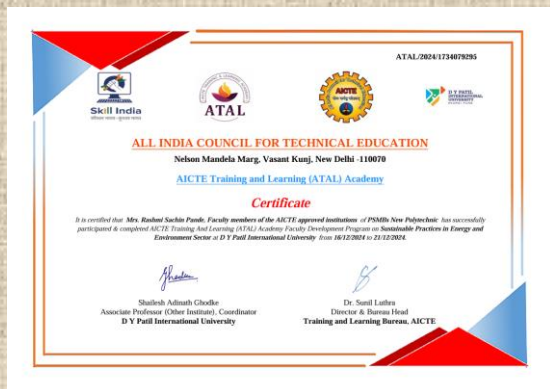 ATAL/2024/1734079295
Skill India
कौशल भारत - कुशल भारत
ATAL
AICTE
D Y PATIL
INTERNATIONAL
UNIVERSITY
ALL INDIA COUNCIL FOR TECHNICAL EDUCATION
Nelson Mandela Marg, Vasant Kunj, New Delhi -110070
AICTE Training and Learning (ATAL) Academy
Certificate
It is certified that Mrs. Rashmi Sachin Pande, Faculty members of the AICTE approved institutions of PSMBs New Polytechnic has successfully
participated & completed AICTE Training And Learning (ATAL) Academy Faculty Development Program on Sustainable Practices in Energy and
Environment Sector at D Y Patil International University from 16/12/2024 to 21/12/2024.
Shailesh Adinath Ghodke
Dr. Sunil Luthra
Associate Professor (Other Institute), Coordinator
Director & Bureau Head
D Y Patil International University
Training and Learning Bureau, AICTE